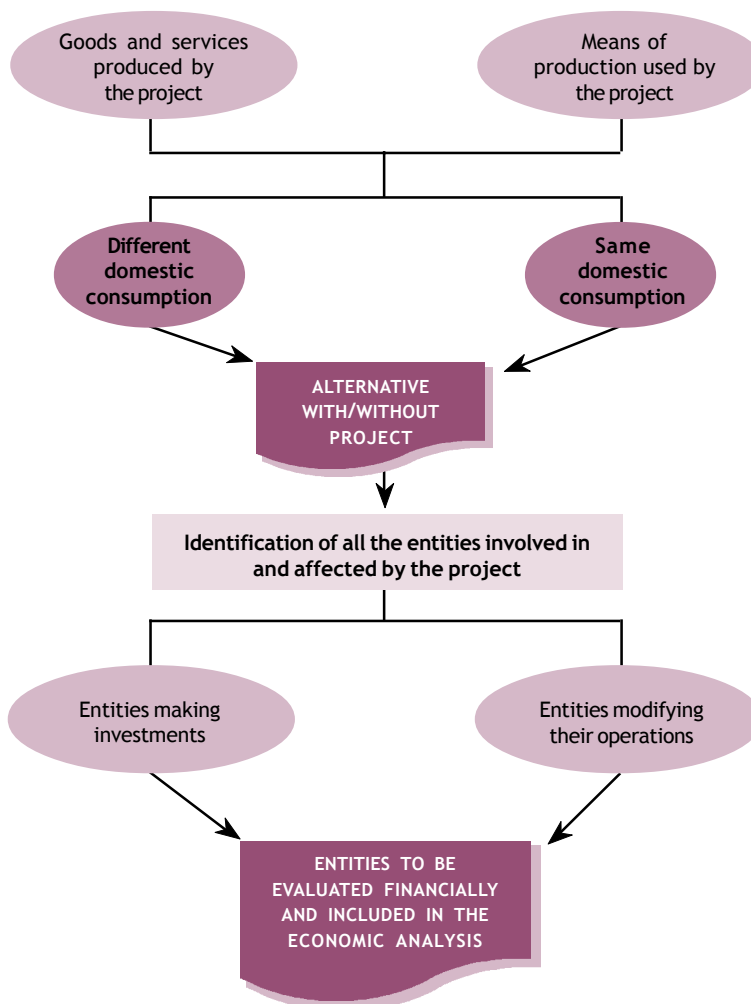 Goods and services
produced by
the project
Means of
production used by
the project
Different
domestic
consumption
Same
domestic
consumption
ALTERNATIVE
WITH/WITHOUT
PROJECT
Identification of all the entities involved in
and affected by the project
Entities making
investments
Entities modifying
their operations
ENTITIES TO BE
EVALUATED FINANCIALLY
AND INCLUDED IN THE
ECONOMIC ANALYSIS